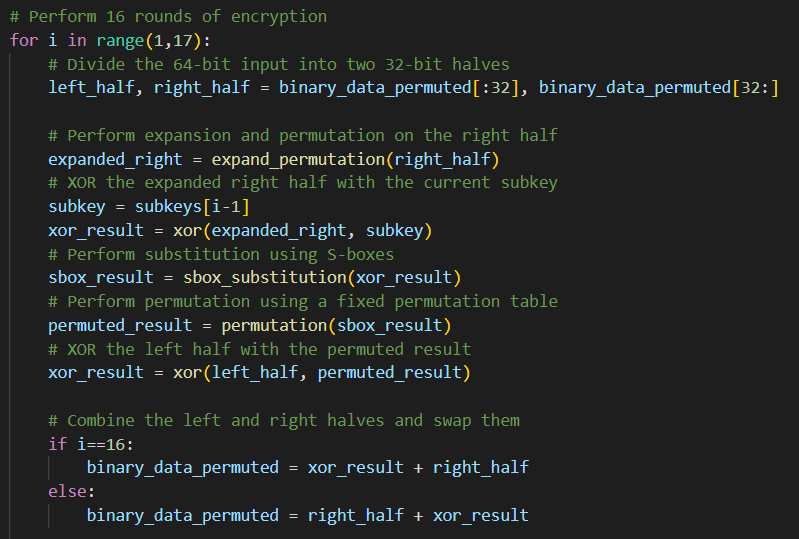 # Perform 16 rounds of encryption
for i in range(1,17):
    # Divide the 64-bit input into two 32-bit halves
    left_half, right_half = binary_data_permuted[:32], binary_data_permuted[32:]

    # Perform expansion and permutation on the right half
    expanded_right = expand_permutation(right_half)
    # XOR the expanded right half with the current subkey
    subkey = subkeys[i-1]
    xor_result = xor(expanded_right, subkey)
    # Perform substitution using S-boxes
    sbox_result = sbox_substitution(xor_result)
    # Perform permutation using a fixed permutation table
    permuted_result = permutation(sbox_result)
    # XOR the left half with the permuted result
    xor_result = xor(left_half, permuted_result)

    # Combine the left and right halves and swap them
    if i==16:
        binary_data_permuted = xor_result + right_half
    else:
        binary_data_permuted = right_half + xor_result